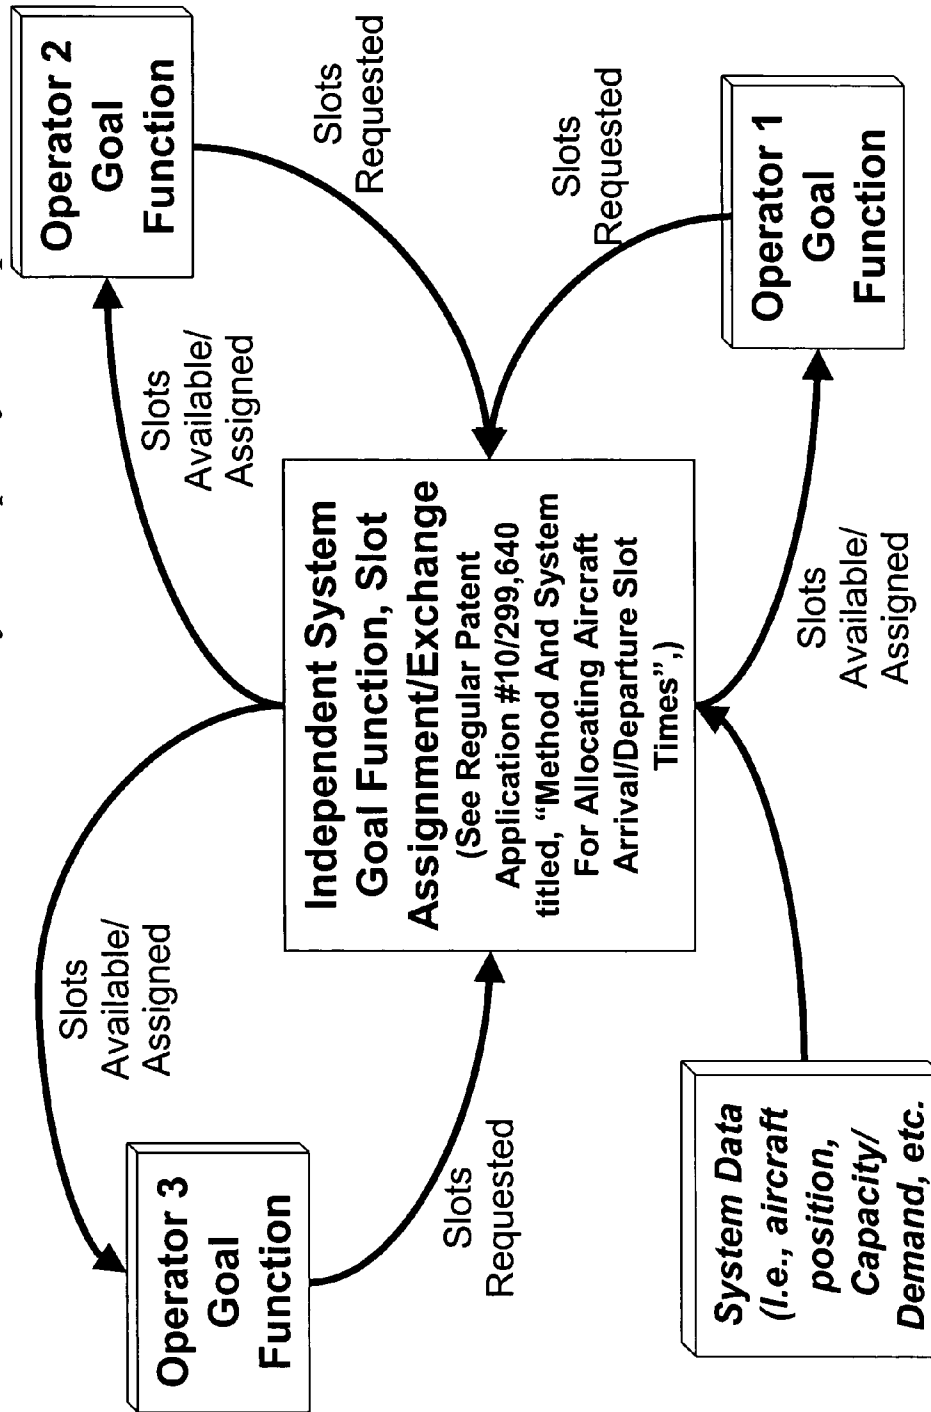 Operator 3
Goal
Function
Slots
Available/
Assigned
Slots
Available/
Assigned
Operator 2
Goal
Function
Slots
Requested
Slots
Requested
Independent System
Goal Function, Slot
Assignment/Exchange
(See Regular Patent
Application #10/299,640
titled, “Method And System
For Allocating Aircraft
Arrival/Departure Slot
Times”,)
Slots
Requested
System Data
(I.e., aircraft
position,
Capacity/
Demand, etc.
Slots
Available/
Assigned
Operator 1
Goal
Function